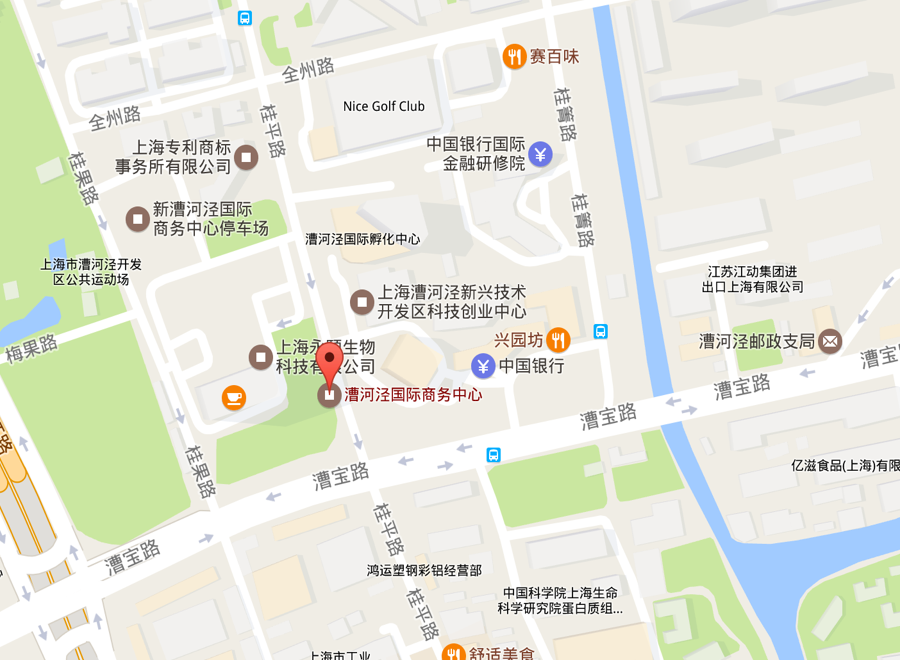 赛百味
全州路
Nice Golf Club
全州路
桂平路
桂箐路
上海专利商标
事务所有限公司
中国银行国际
金融研修院
桂果路
新漕河泾国际
商务中心停车场
桂箐路
漕河泾国际孵化中心
上海市漕河泾开发
区公共运动场
江苏江动集团进
出口上海有限公司
上海漕河泾新兴技术
开发区科技创业中心
兴园坊
漕河泾邮政支局
梅果路
上海永 生物
科技有 公司
中国银行
漕宝
漕宝路
漕河泾国际商务中心
漕宝路
路
桂果路
漕宝路
亿滋食品(上海)有限
桂平路
漕宝路
鸿运塑钢彩铝经营部
中国科学院上海生命
科学研究院蛋白质组...
桂平路
上海市工业
舒适美食